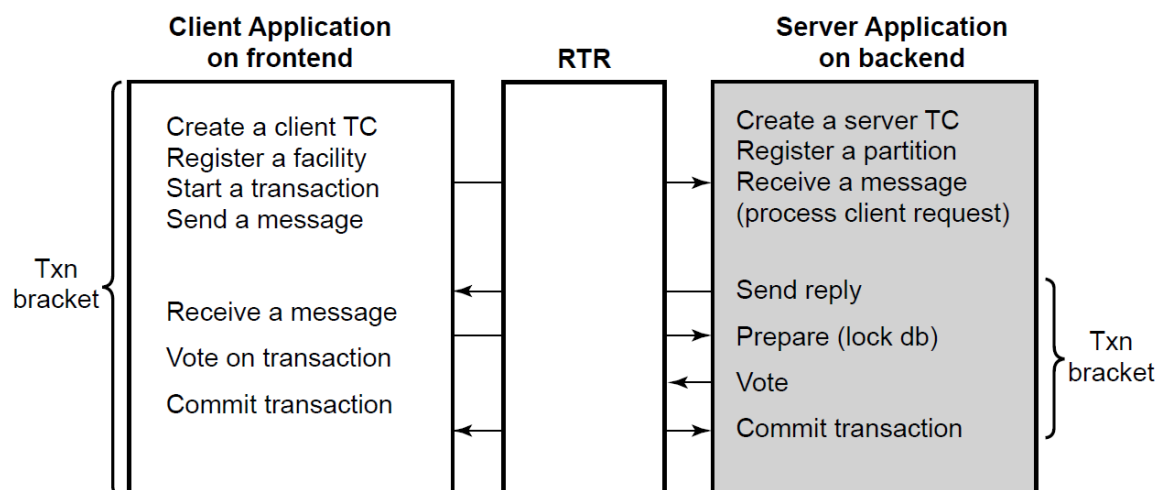 Client Application
on frontend
RTR
Server Application
on backend
Create a client TC
Register a facility
Start a transaction
Send a message
Create a server TC
Register a partition
Receive a message
(process client request)
Txn
bracket
Receive a message
Vote on transaction
Commit transaction
Send reply
Prepare (lock db)
Vote
Commit transaction
Txn
bracket